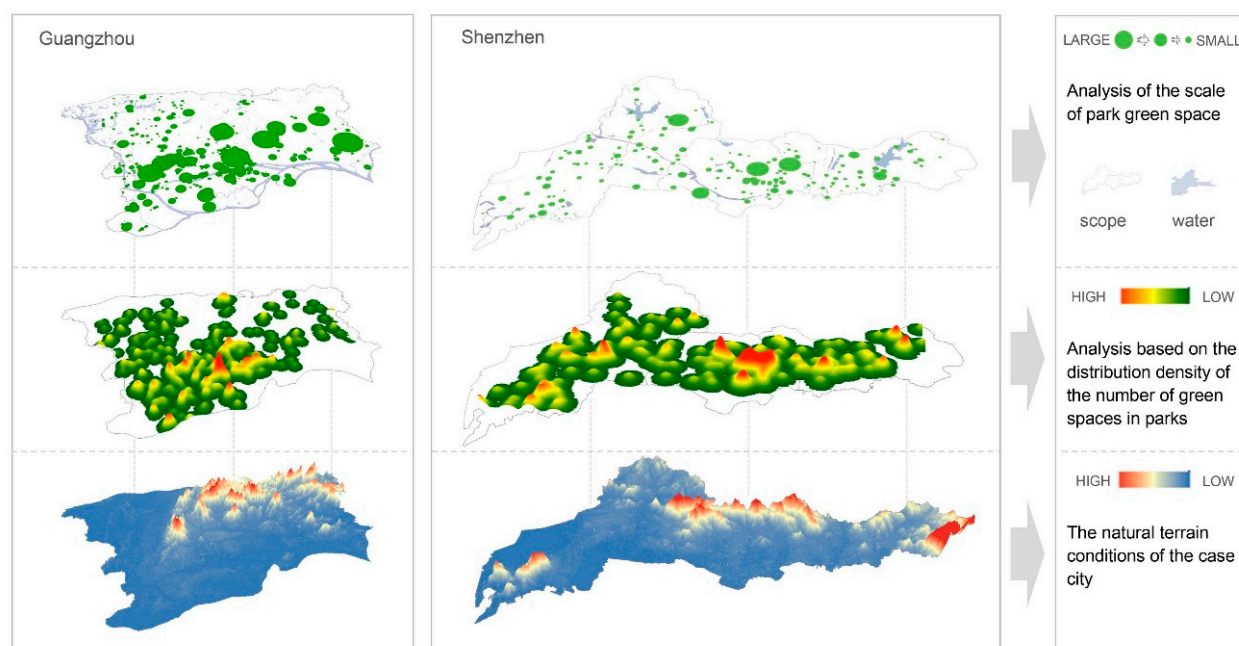 Guangzhou
Shenzhen
LARGE SMALL
Analysis of the scale
of park green space
scope water
HIGH LOW
Analysis based on the
distribution density of
the number of green
spaces in parks
HIGH LOW
The natural terrain
conditions of the case
city